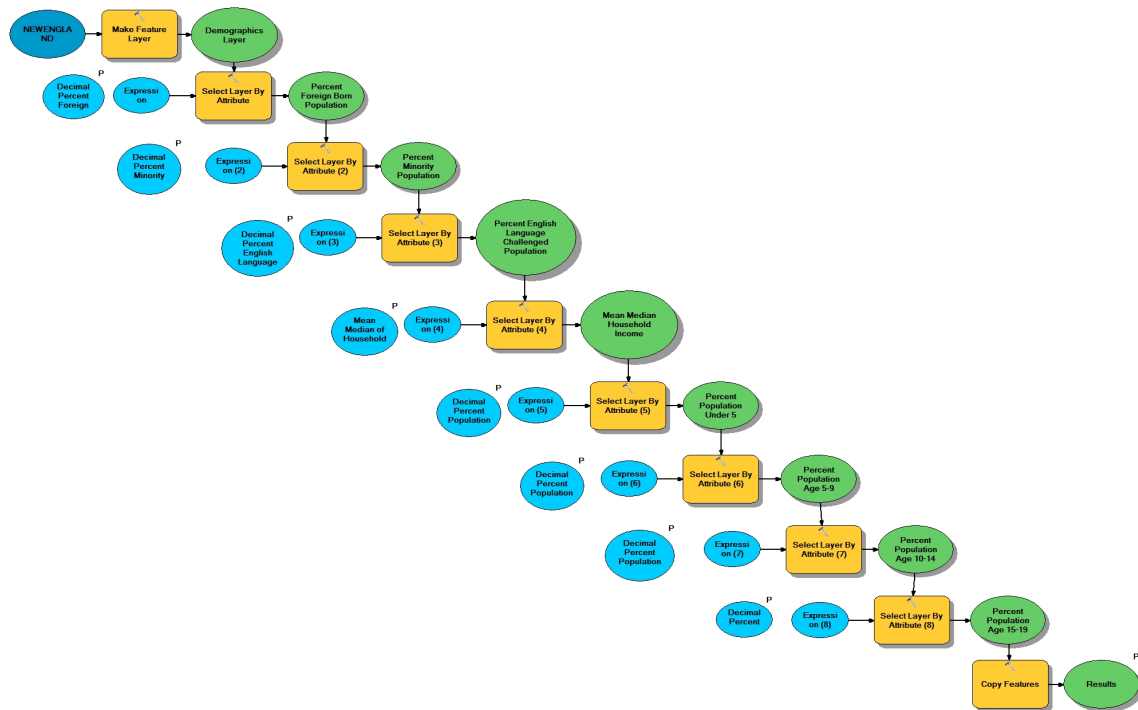 NEWENGLA
ND
Make Feature
Layer
Demographics
Layer
P
Decimal
Percent
Foreign
Expressi
on
Select Layer By
Attribute
Percent
Foreign Born
Population
P
Decimal
Percent
Minority
Expressi
on (2)
Select Layer By
Attribute (2)
Percent
Minority
Population
P
Decimal
Percent
English
Language
Expressi
on (3)
Select Layer By
Attribute (3)
Percent English
Language
Challenged
Population
P
Mean
Median of
Household
Expressi
on (4)
Select Layer By
Attribute (4)
Mean Median
Household
Income
P
Decimal
Percent
Population
Expressi
on (5)
Select Layer By
Attribute (5)
Percent
Population
Under 5
P
Decimal
Percent
Population
Expressi
on (6)
Select Layer By
Attribute (6)
Percent
Population
Age 5-9
P
Decimal
Percent
Population
Expressi
on (7)
Select Layer By
Attribute (7)
Percent
Population
Age 10-14
P
Decimal
Percent
Expressi
on (8)
Select Layer By
Attribute (8)
Percent
Population
Age 15-19
Copy Features
P
Results